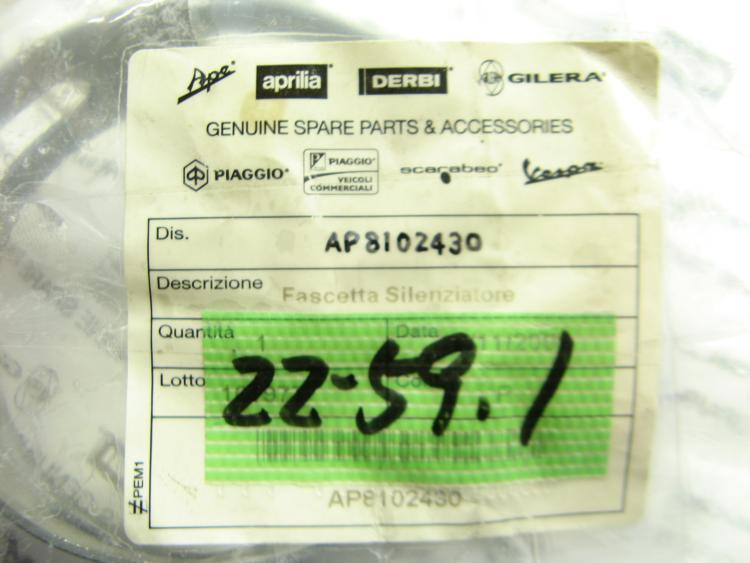 Ape
aprilia DERBI GILERA
GENUINE SPARE PARTS & ACCESSORIES
PIAGGIO PIAGGIO VEICOLI COMMERCIALI scarabeo Vespa
Dis. AP8102430
Descrizione Fascetta Silenziatore
Quantità 1 Data
Lotto
22-59.1
AP8102430
≠PEM1